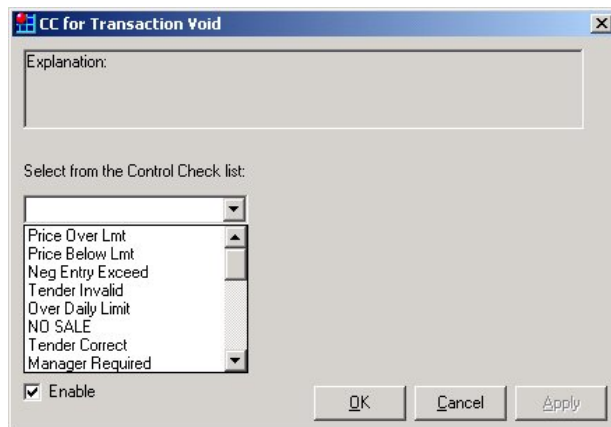 CC for Transaction Void
Explanation:
Select from the Control Check list:
Price Over Lmt
Price Below Lmt
Neg Entry Exceed
Tender Invalid
Over Daily Limit
NO SALE
Tender Correct
Manager Required
Enable
OK Cancel Apply